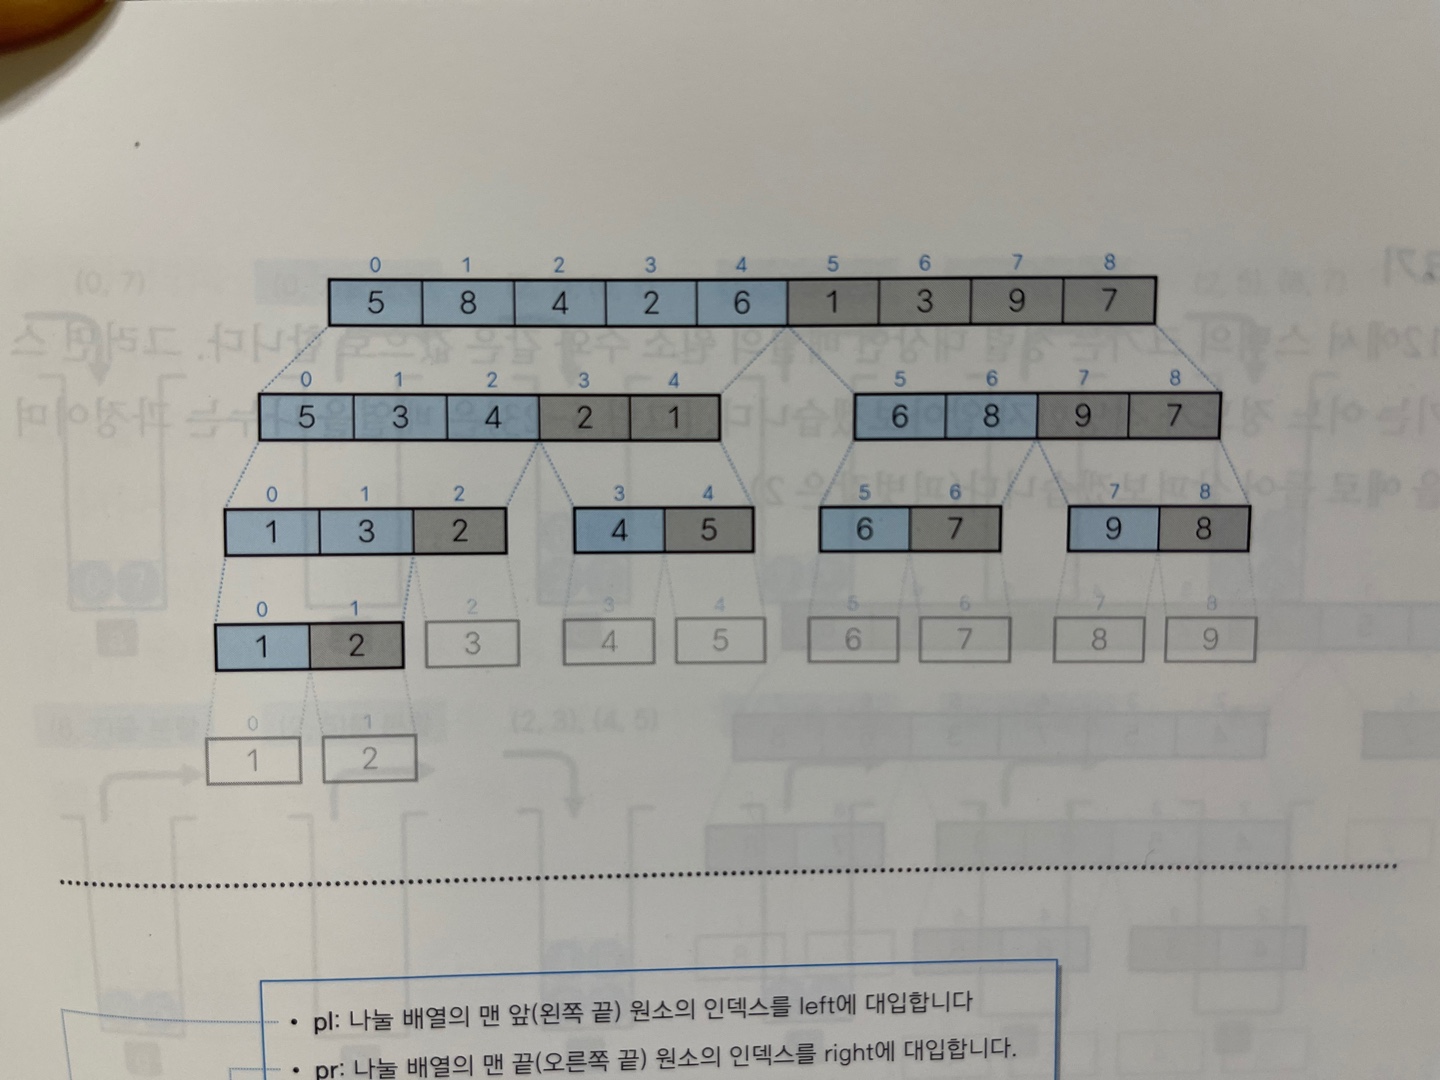 0 1 2 3 4 5 6 7 8
5 8 4 2 6 1 3 9 7
0 1 2 3 4 5 6 7 8
5 3 4 2 1 6 8 9 7
0 1 2 3 4 5 6 7 8
1 3 2 4 5 6 7 9 8
0 1 2 3 4 5 6 7 8
1 2 3 4 5 6 7 8 9
0 1
1 2
(2, 3), (4, 5)
• pl: 나눌 배열의 맨 앞(왼쪽 끝) 원소의 인덱스를 left에 대입합니다
• pr: 나눌 배열의 맨 끝(오른쪽 끝) 원소의 인덱스를 right에 대입합니다.